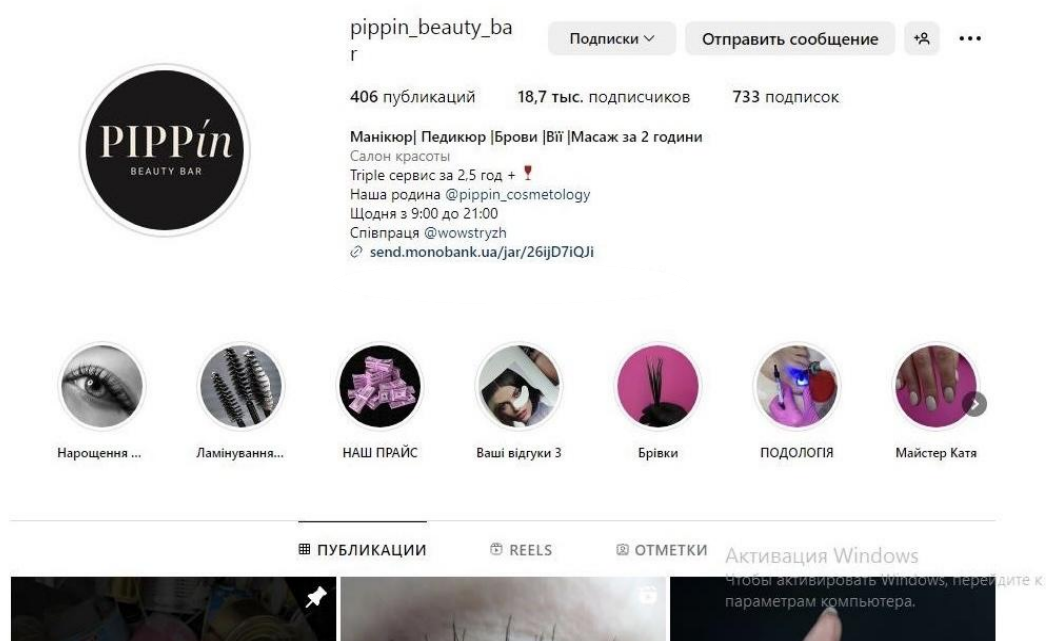 pippin_beauty_ba
r
Подписки
Отправить сообщение
406 публикаций 18,7 тыс. подписчиков 733 подписок
Манікюр| Педикюр |Брови |Вії |Масаж за 2 години
Салон красоты
Triple сервис за 2,5 год + 🍷
Наша родина @pippin_cosmetology
Щодня з 9:00 до 21:00
Співпраця @wowstryzh
send.monobank.ua/jar/26ijD7iQJi
PIPPin
BEAUTY BAR
Нарощення ...
Ламінування...
НАШ ПРАЙС
Ваші відгуки 3
Брівки
ПОДОЛОГІЯ
Майстер Катя
ПУБЛИКАЦИИ
REELS
ОТМЕТКИ
Активация Windows
Чтобы активировать Windows, перейдите к
параметрам компьютера.